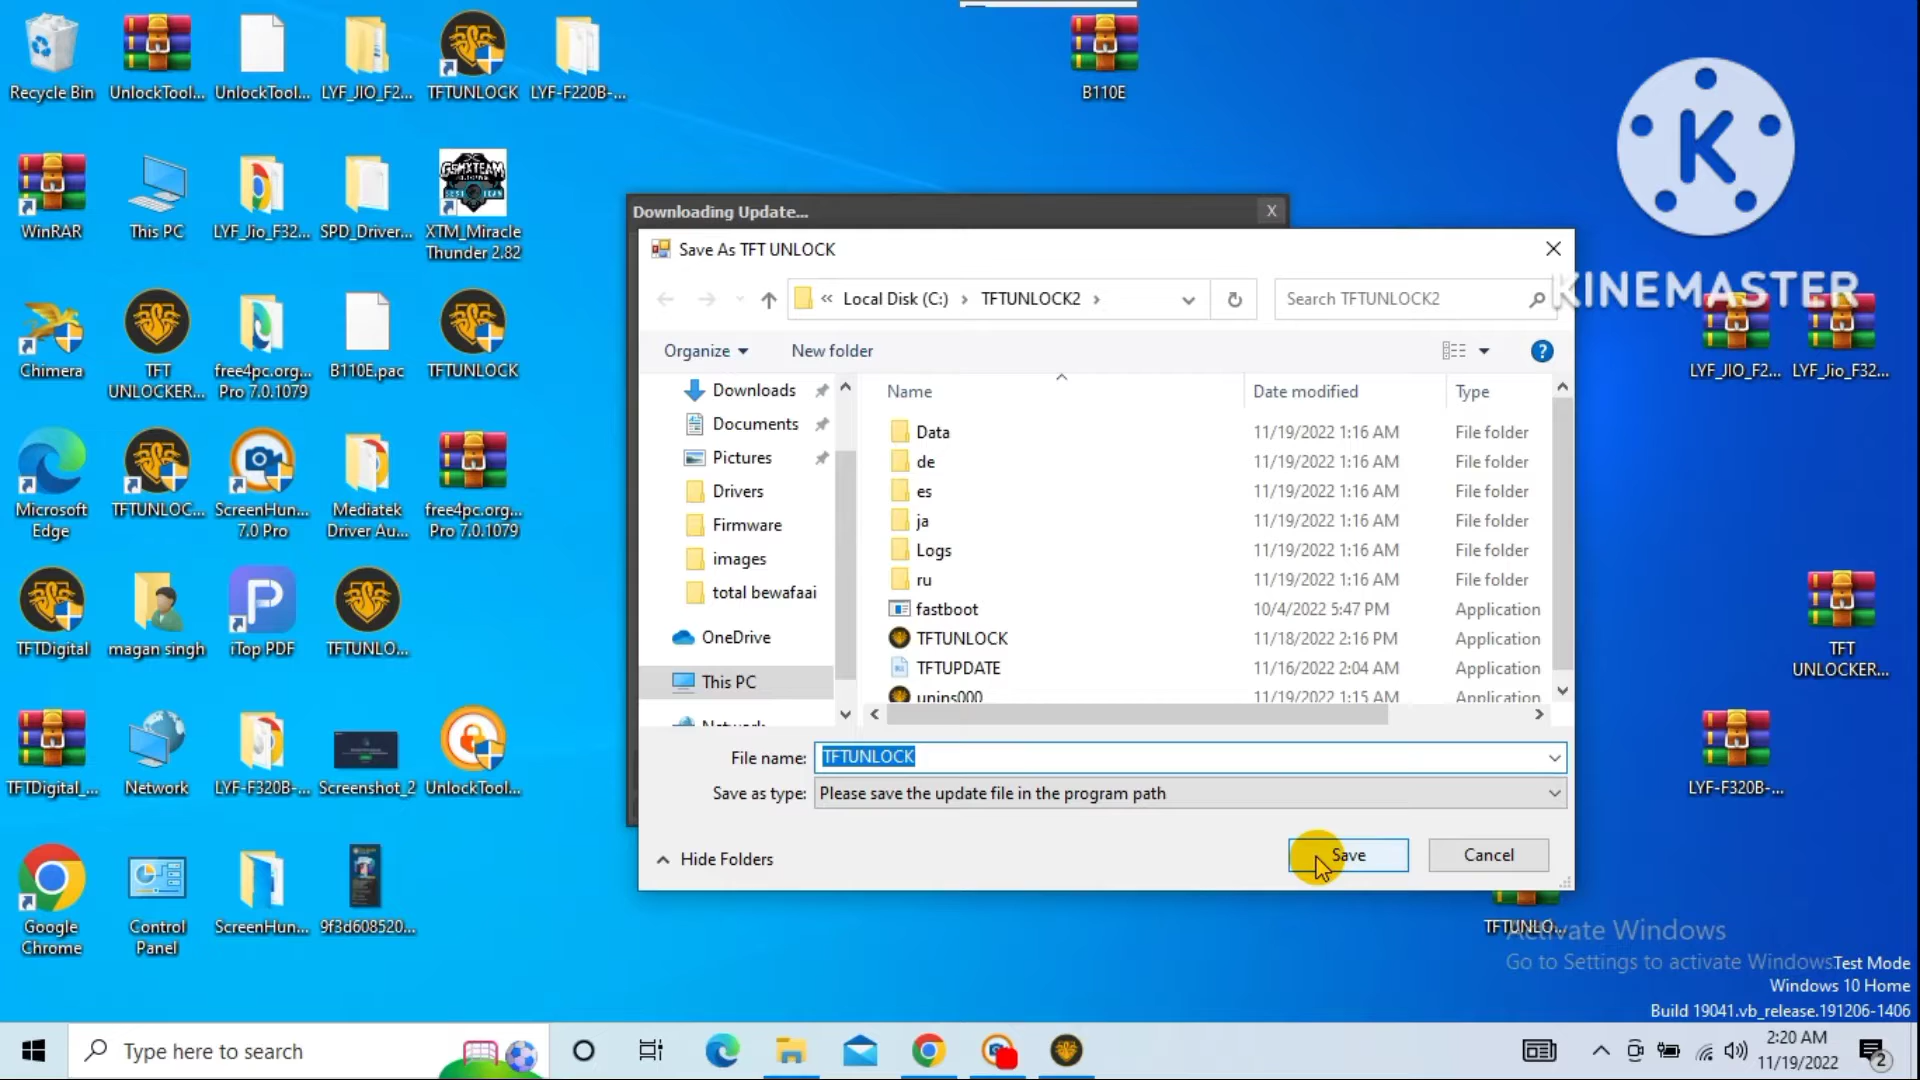 Recycle Bin
UnlockTool...
UnlockTool...
LYF_JIO_F2...
TFTUNLOCK
LYF-F220B-...
B110E
WinRAR
This PC
LYF_Jio_F32...
SPD_Driver...
XTM_Miracle
Thunder 2.82
GSMXTEAM
K
KINEMASTER
LYF_JIO_F2...
LYF_Jio_F32...
Chimera
TFT
UNLOCKER...
free4pc.org...
Pro 7.0.1079
B110E.pac
TFTUNLOCK
Microsoft
Edge
TFTUNLOC...
ScreenHun...
7.0 Pro
Mediatek
Driver Au...
free4pc.org...
Pro 7.0.1079
TFTDigital
magan singh
iTop PDF
TFTUNLO...
TFT
UNLOCKER...
TFTDigital_...
Network
LYF-F320B-...
Screenshot_2
UnlockTool...
LYF-F320B-...
Google
Chrome
Control
Panel
ScreenHun...
9f3d608520...
TFTUNLO...
Downloading Update...
X
Save As TFT UNLOCK
« Local Disk (C:) › TFTUNLOCK2 ›
Search TFTUNLOCK2
Organize
New folder
?
Downloads
Documents
Pictures
Drivers
Firmware
images
total bewafaai
OneDrive
This PC
Network
Name Date modified Type
Data 11/19/2022 1:16 AM File folder
de 11/19/2022 1:16 AM File folder
es 11/19/2022 1:16 AM File folder
ja 11/19/2022 1:16 AM File folder
Logs 11/19/2022 1:16 AM File folder
ru 11/19/2022 1:16 AM File folder
fastboot 10/4/2022 5:47 PM Application
TFTUNLOCK 11/18/2022 2:16 PM Application
TFTUPDATE 11/16/2022 2:04 AM Application
unins000 11/19/2022 1:15 AM Application
File name: TFTUNLOCK
Save as type: Please save the update file in the program path
Hide Folders
Save
Cancel
Activate Windows
Go to Settings to activate Windows.
Test Mode
Windows 10 Home
Build 19041.vb_release.191206-1406
Type here to search
2:20 AM
11/19/2022
2